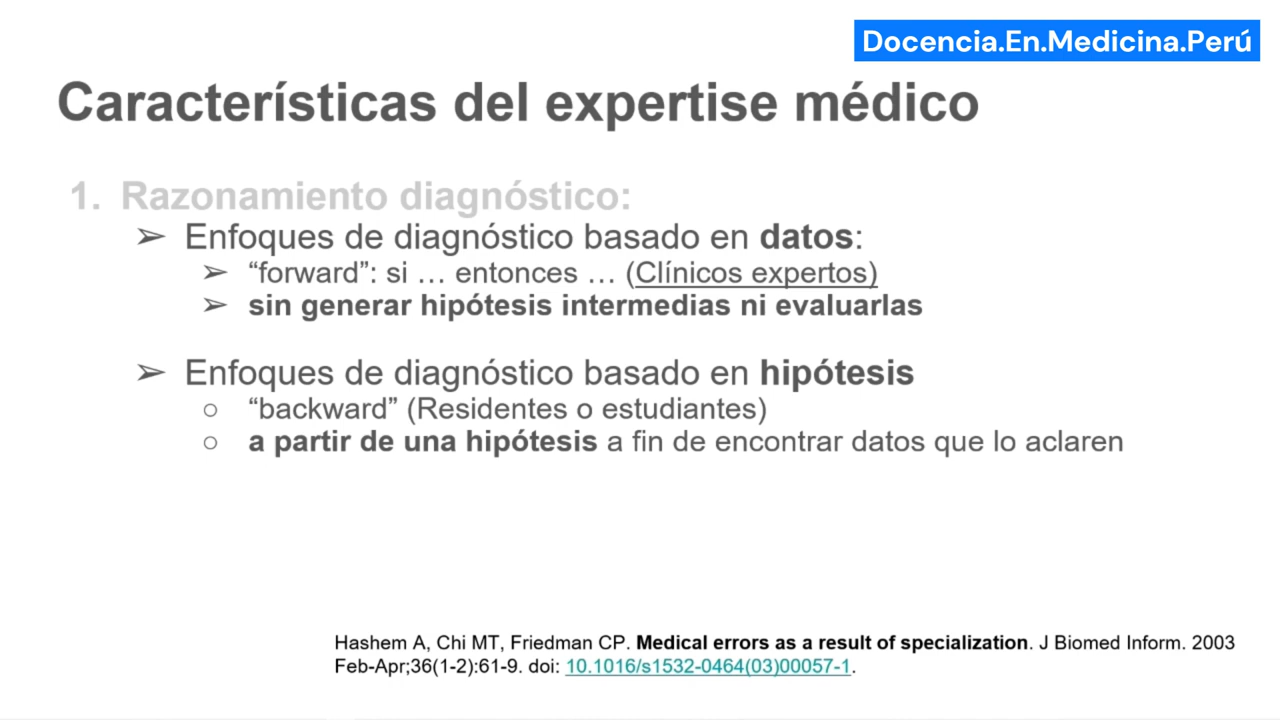 Docencia.En.Medicina.Perú
Características del expertise médico
1. Razonamiento diagnóstico:
➢ Enfoques de diagnóstico basado en datos:
➢ “forward”: si … entonces … (Clínicos expertos)
➢ sin generar hipótesis intermedias ni evaluarlas
➢ Enfoques de diagnóstico basado en hipótesis
○ “backward” (Residentes o estudiantes)
○ a partir de una hipótesis a fin de encontrar datos que lo aclaren
Hashem A, Chi MT, Friedman CP. Medical errors as a result of specialization. J Biomed Inform. 2003
Feb-Apr;36(1-2):61-9. doi: 10.1016/s1532-0464(03)00057-1.